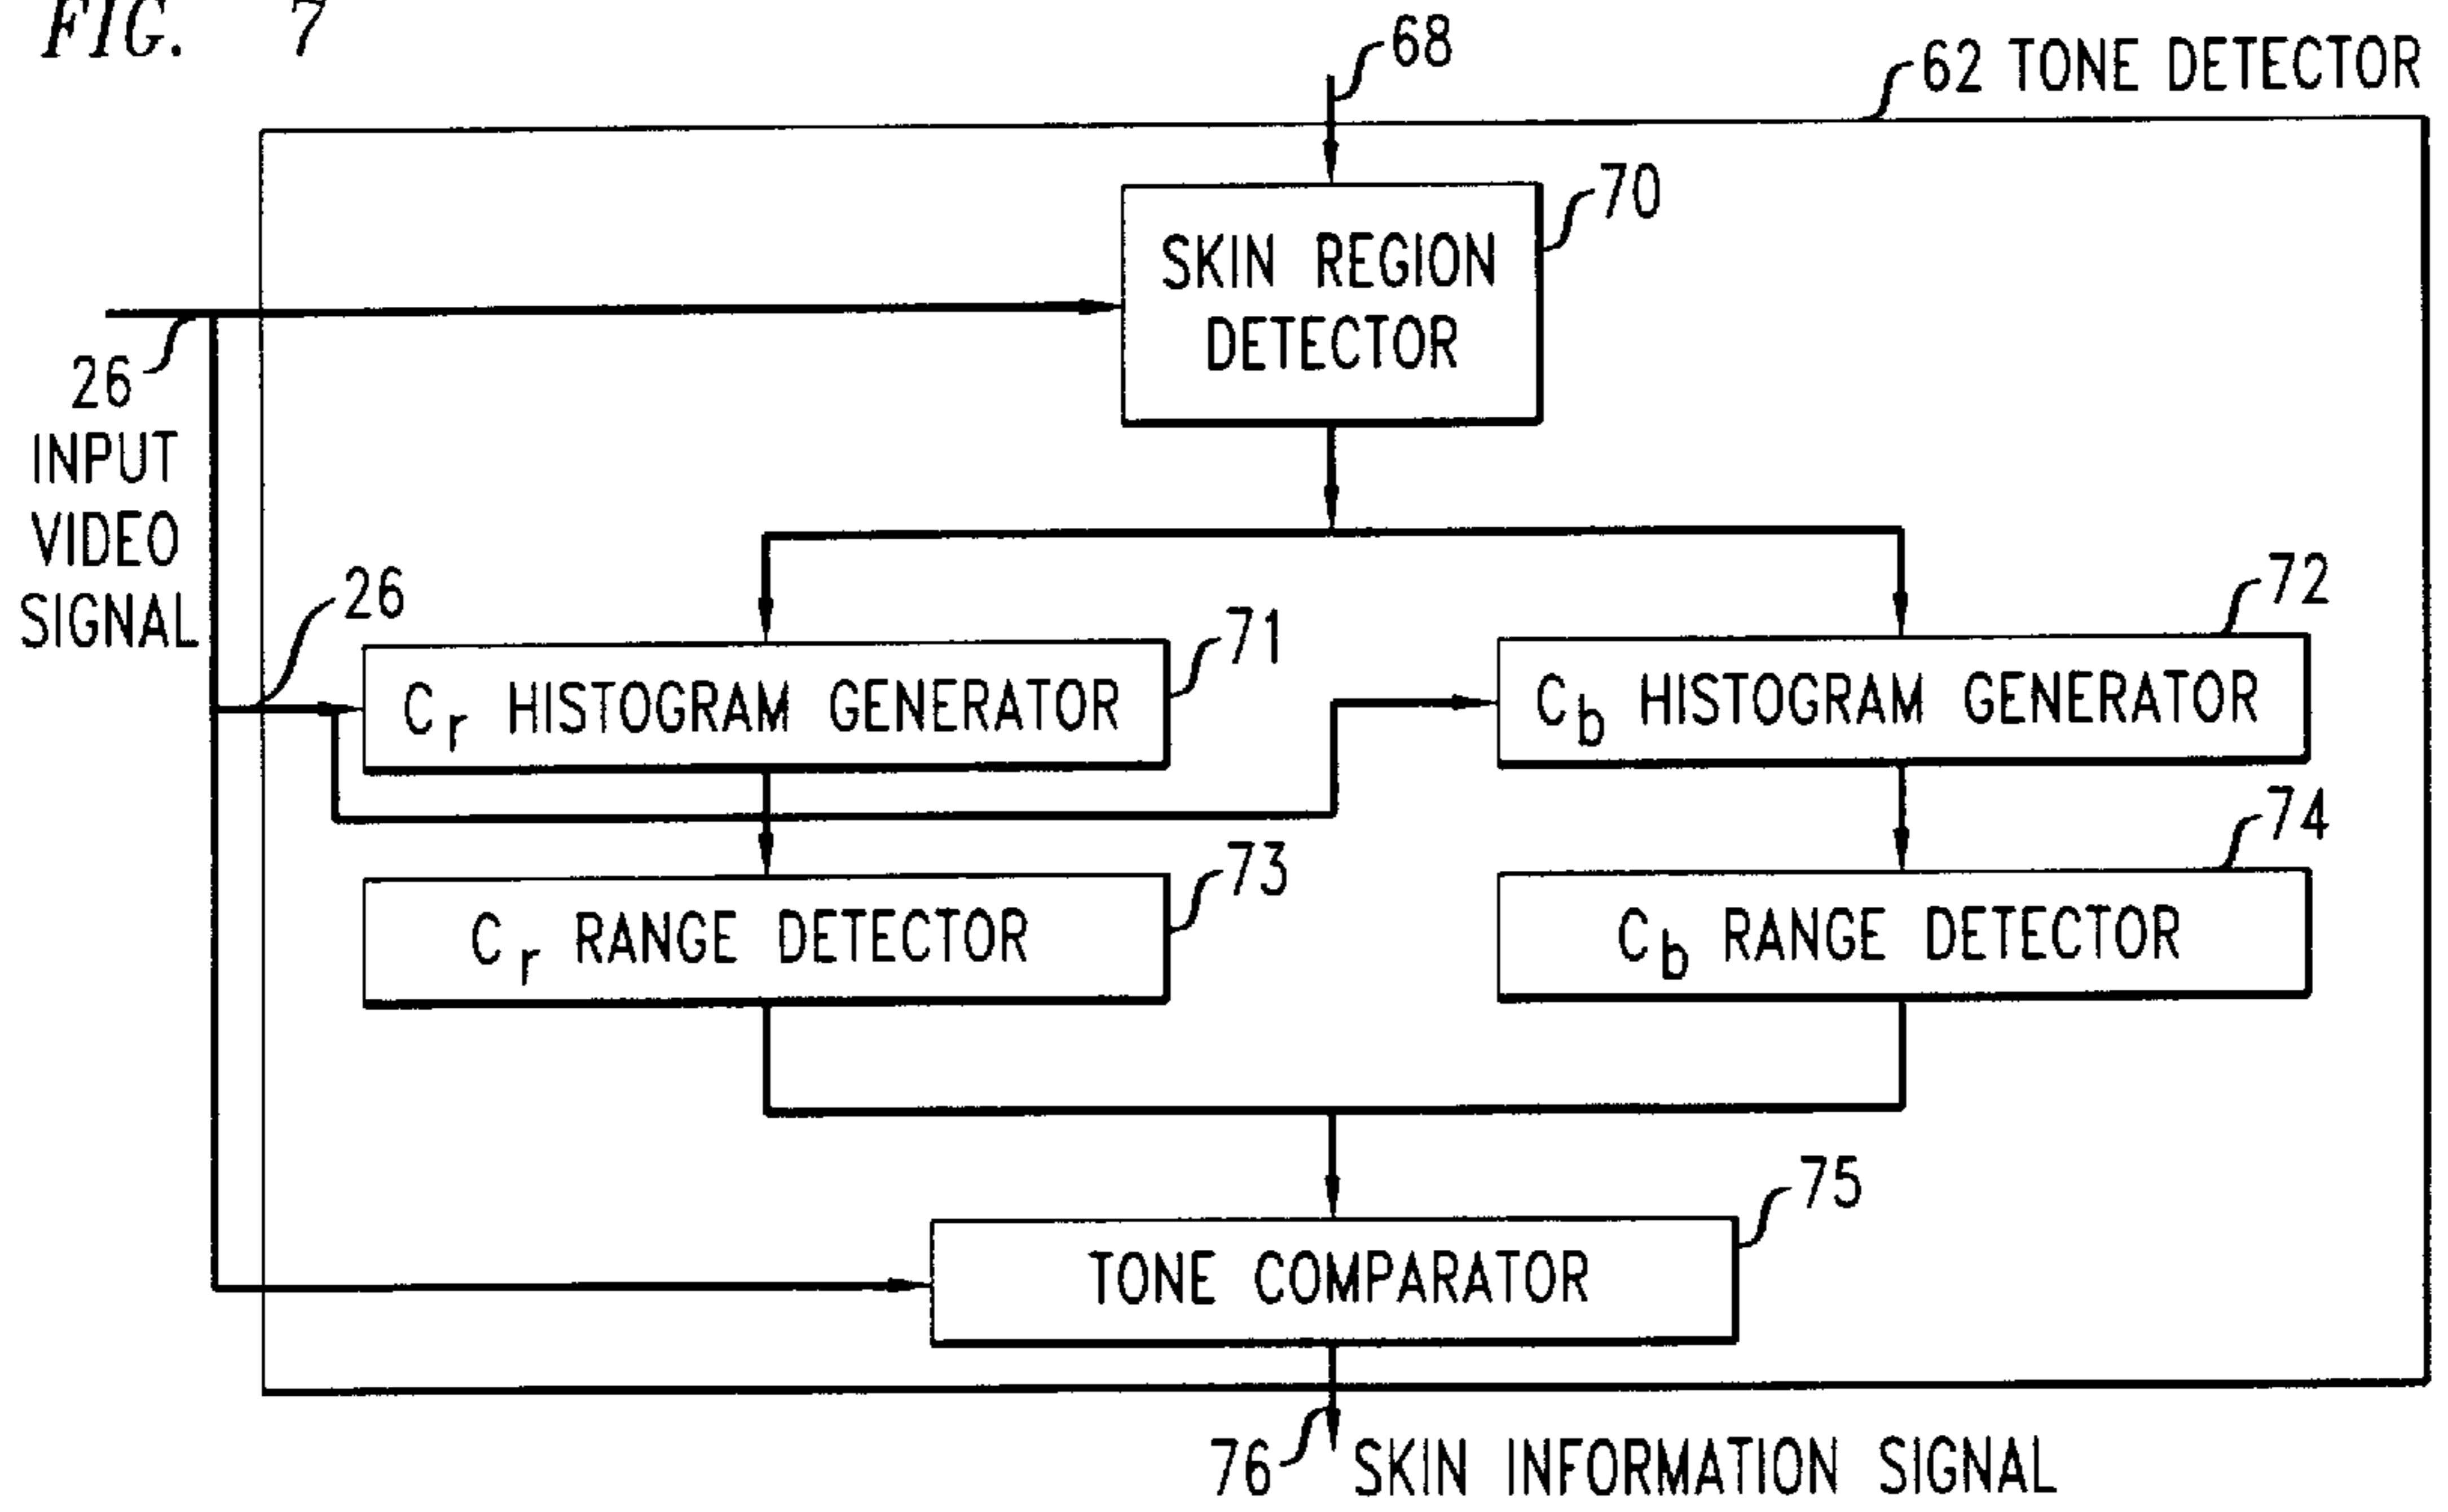 FIG. 7
68
62 TONE DETECTOR
70
SKIN REGION
DETECTOR
26
INPUT
VIDEO
SIGNAL
26
71
72
Cr HISTOGRAM GENERATOR
Cb HISTOGRAM GENERATOR
73
74
Cr RANGE DETECTOR
Cb RANGE DETECTOR
75
TONE COMPARATOR
76 SKIN INFORMATION SIGNAL